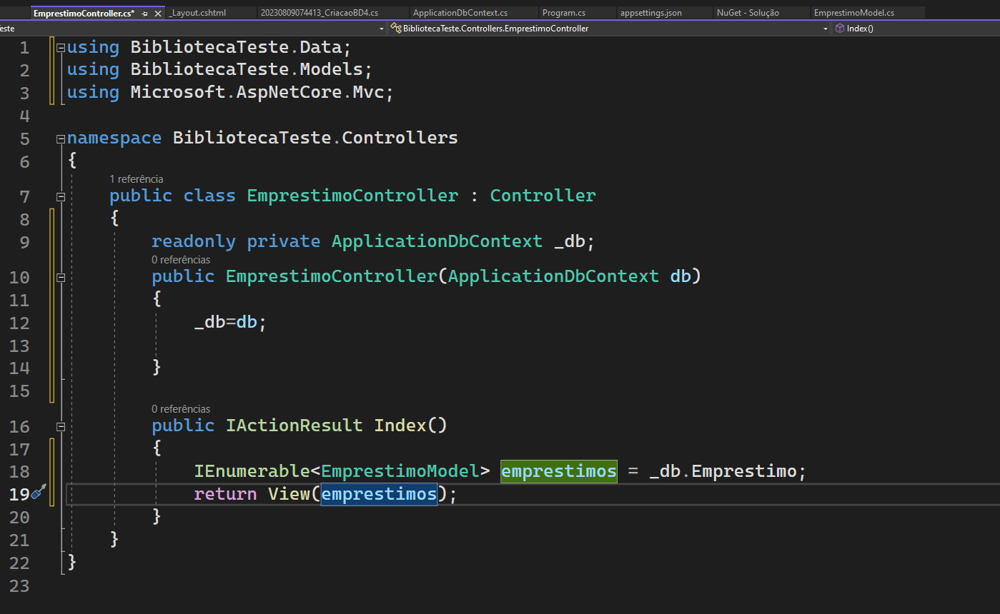 EmprestimoController.cs* _Layout.cshtml 20230809074413_CriacaoBD4.cs ApplicationDbContext.cs Program.cs appsettings.json NuGet - Solução EmprestimoModel.cs
este BibliotecaTeste.Controllers.EmprestimoController Index()
1 using BibliotecaTeste.Data;
2 using BibliotecaTeste.Models;
3 using Microsoft.AspNetCore.Mvc;
4
5 namespace BibliotecaTeste.Controllers
6 {
1 referência
7 public class EmprestimoController : Controller
8 {
9 readonly private ApplicationDbContext _db;
0 referências
10 public EmprestimoController(ApplicationDbContext db)
11 {
12 _db=db;
13
14 }
15
0 referências
16 public IActionResult Index()
17 {
18 IEnumerable<EmprestimoModel> emprestimos = _db.Emprestimo;
19 return View(emprestimos);
20 }
21 }
22 }
23